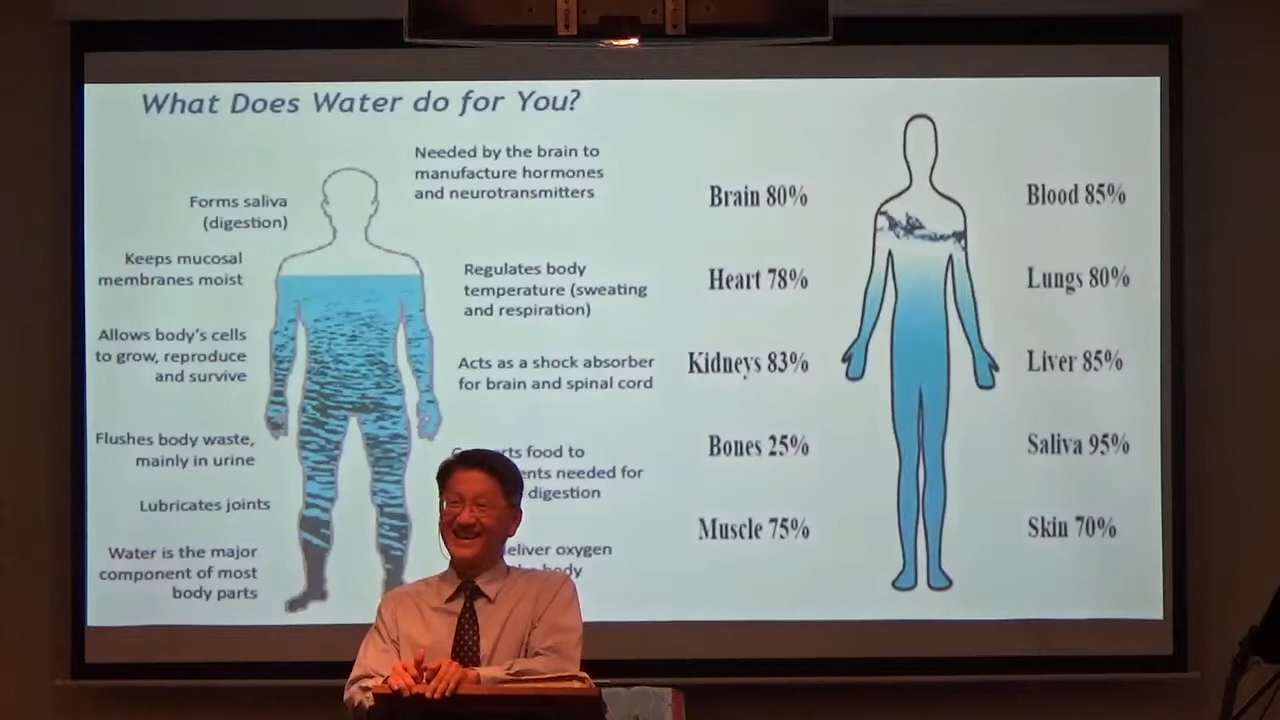 What Does Water do for You?
Needed by the brain to
manufacture hormones
and neurotransmitters
Forms saliva
(digestion)
Keeps mucosal
membranes moist
Regulates body
temperature (sweating
and respiration)
Allows body's cells
to grow, reproduce
and survive
Acts as a shock absorber
for brain and spinal cord
Flushes body waste,
mainly in urine
food to
needed for
digestion
Lubricates joints
oxygen
body
Water is the major
component of most
body parts
Brain 80%
Heart 78%
Kidneys 83%
Bones 25%
Muscle 75%
Blood 85%
Lungs 80%
Liver 85%
Saliva 95%
Skin 70%